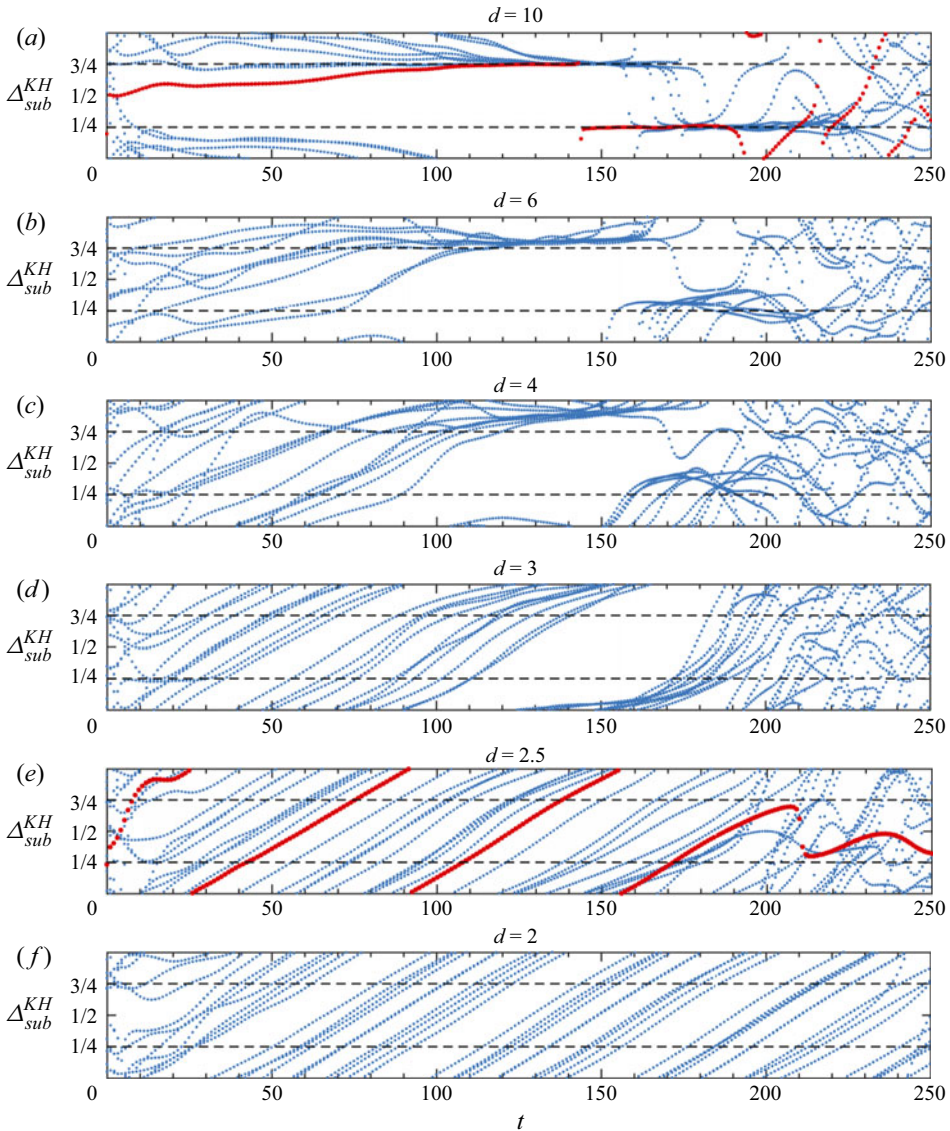 d = 10
(a)
3/4
Δ_sub^KH 1/2
1/4
0 50 100 150 200 250
d = 6
(b)
3/4
Δ_sub^KH 1/2
1/4
0 50 100 150 200 250
d = 4
(c)
3/4
Δ_sub^KH 1/2
1/4
0 50 100 150 200 250
d = 3
(d)
3/4
Δ_sub^KH 1/2
1/4
0 50 100 150 200 250
d = 2.5
(e)
3/4
Δ_sub^KH 1/2
1/4
0 50 100 150 200 250
d = 2
(f)
3/4
Δ_sub^KH 1/2
1/4
0 50 100 150 200 250
t